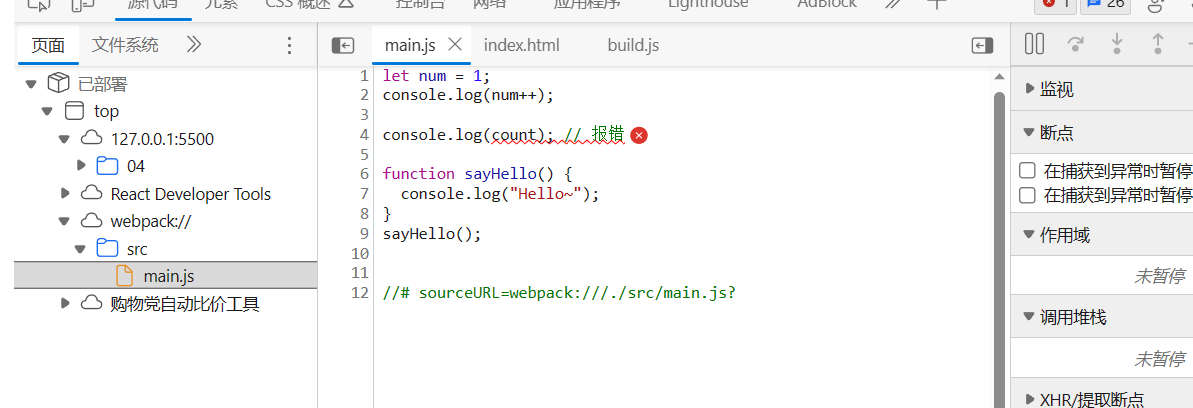 源代码 元素 CSS 概述 控制台 网络 应用程序 Lighthouse AdBlock 1 26
页面 文件系统
已部署
top
127.0.0.1:5500
04
React Developer Tools
webpack://
src
main.js
购物党自动比价工具
main.js index.html build.js
1 let num = 1;
2 console.log(num++);
3
4 console.log(count); // 报错
5
6 function sayHello() {
7 console.log("Hello~");
8 }
9 sayHello();
10
11
12 //# sourceURL=webpack:///./src/main.js?
监视
断点
在捕获到异常时暂停
在捕获到异常时暂停
作用域
未暂停
调用堆栈
未暂停
XHR/提取断点